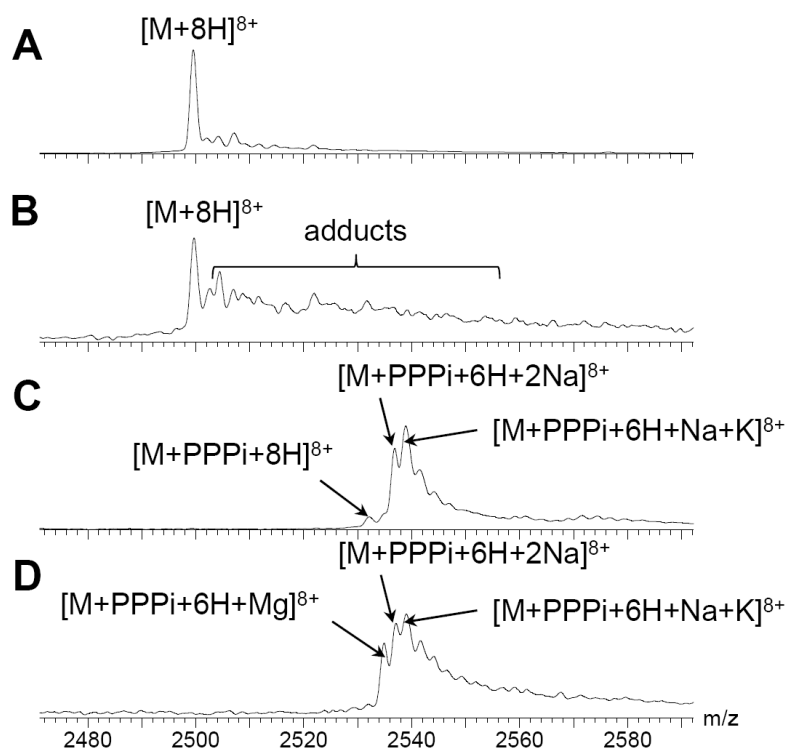 A
[M+8H]8+
B
[M+8H]8+
adducts
C
[M+PPPi+6H+2Na]8+
[M+PPPi+6H+Na+K]8+
[M+PPPi+8H]8+
D
[M+PPPi+6H+2Na]8+
[M+PPPi+6H+Mg]8+
[M+PPPi+6H+Na+K]8+
m/z
2480 2500 2520 2540 2560 2580